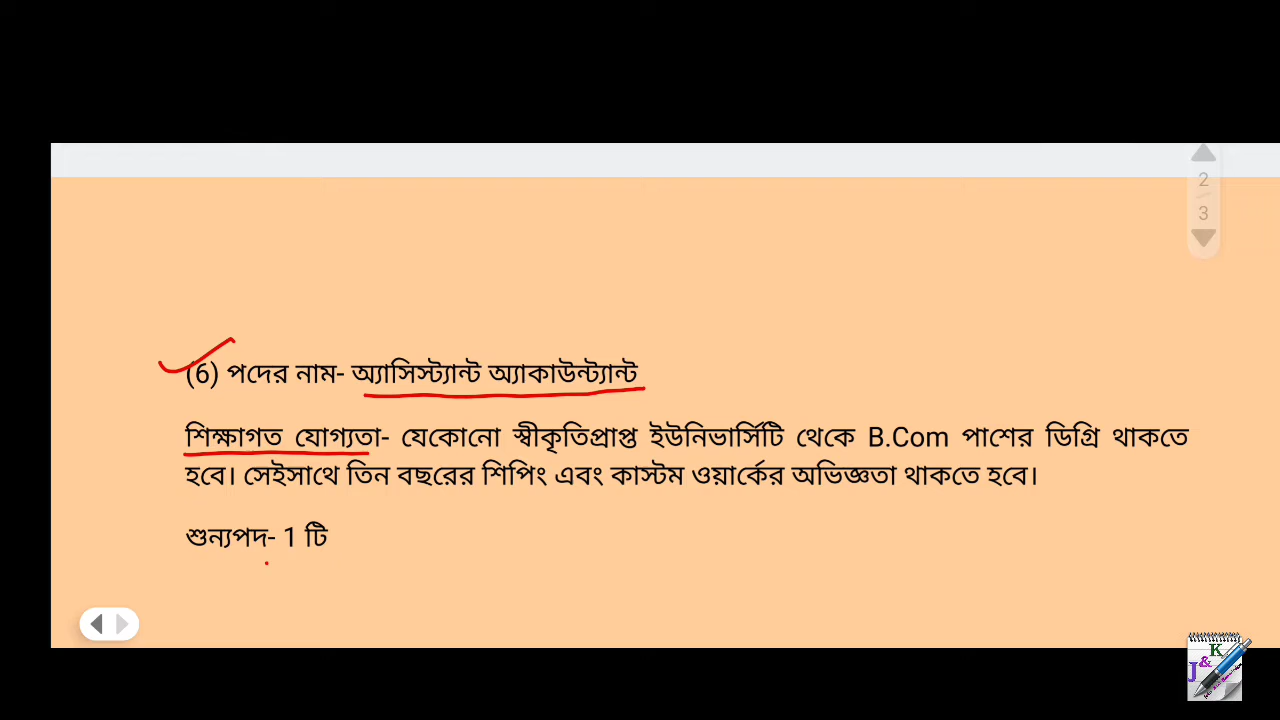 2
3
(6) পদের নাম- অ্যাসিস্ট্যান্ট অ্যাকাউন্ট্যান্ট
শিক্ষাগত যোগ্যতা- যেকোনো স্বীকৃতিপ্রাপ্ত ইউনিভার্সিটি থেকে B.Com পাশের ডিগ্রি থাকতে
হবে। সেইসাথে তিন বছরের শিপিং এবং কাস্টম ওয়ার্কের অভিজ্ঞতা থাকতে হবে।
শুন্যপদ- 1 টি
J&K